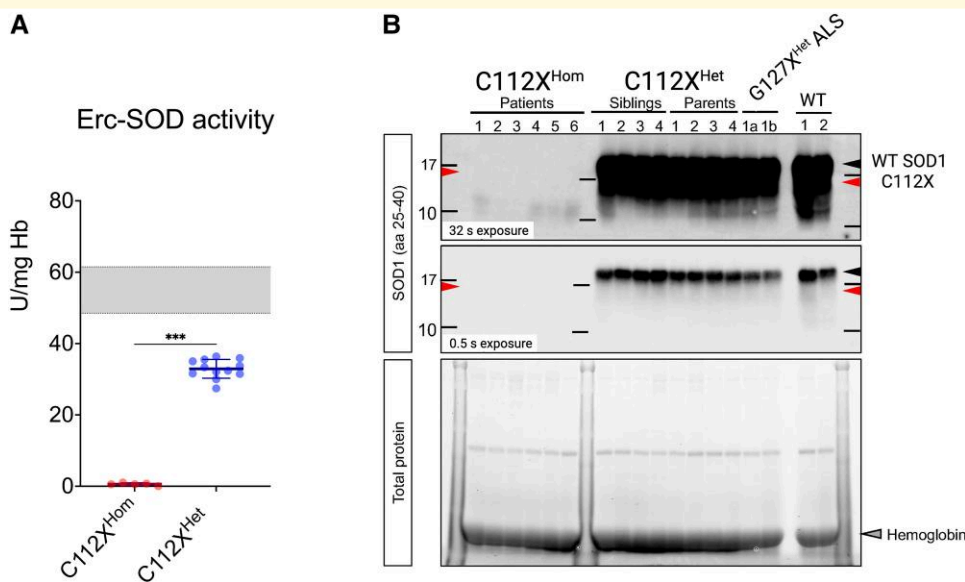 A
Erc-SOD activity
U/mg Hb
80
60
40
20
0
***
C112X^Hom
C112X^Het
B
C112X^Hom
Patients
1 2 3 4 5 6
C112X^Het
Siblings Parents
1 2 3 4 1 2 3 4
G127X^Het ALS
1a 1b
WT
1 2
SOD1 (aa 25-40)
17
10
32 s exposure
WT SOD1
C112X
17
10
0.5 s exposure
Total protein
Hemoglobin